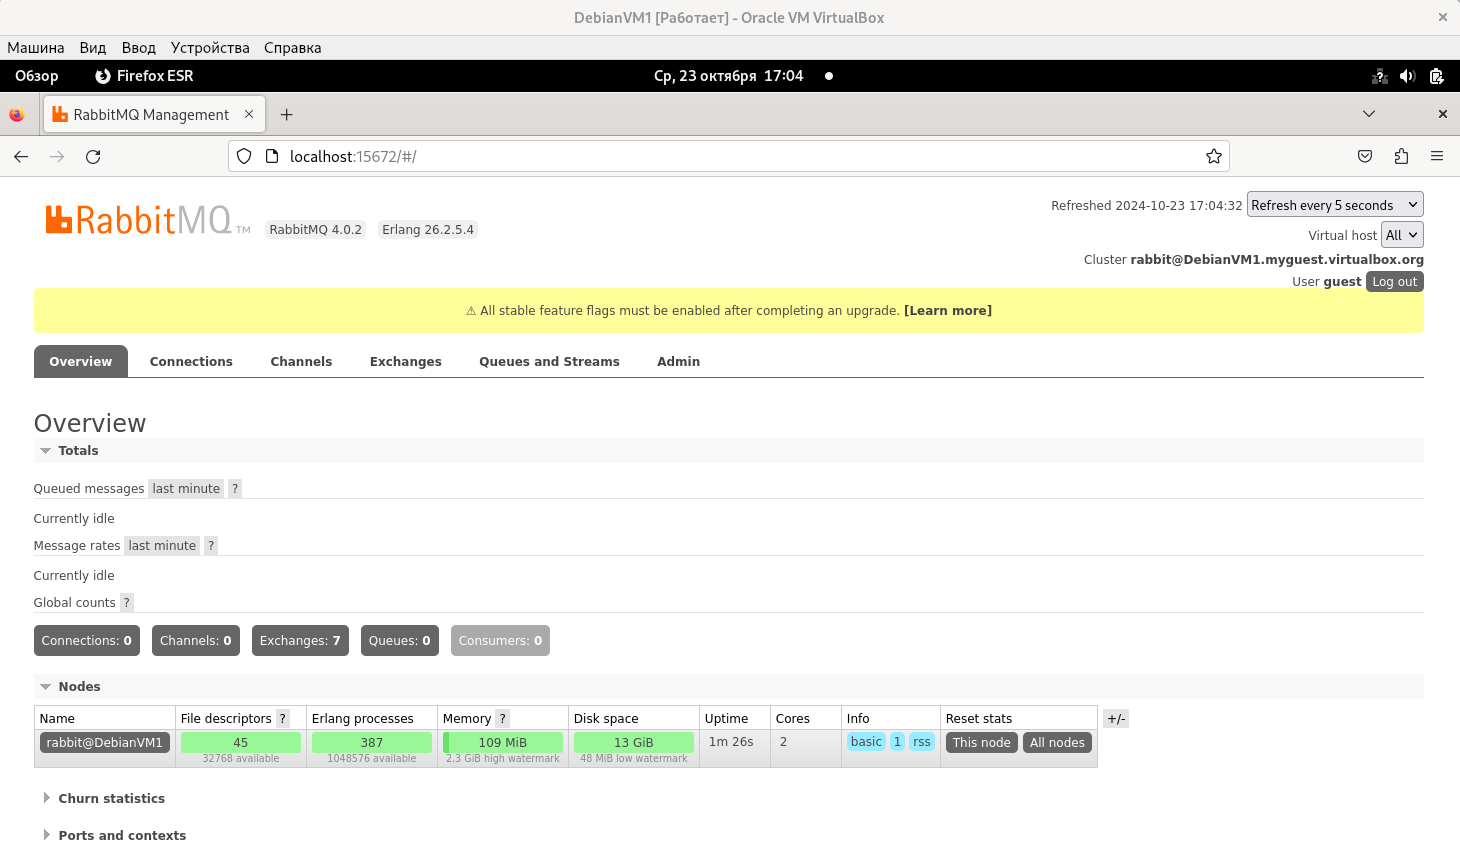 DebianVM1 [Работает] - Oracle VM VirtualBox
Машина Вид Ввод Устройства Справка
Обзор Firefox ESR Ср, 23 октября 17:04
RabbitMQ Management
localhost:15672/#/
RabbitMQ TM RabbitMQ 4.0.2 Erlang 26.2.5.4
Refreshed 2024-10-23 17:04:32 Refresh every 5 seconds
Virtual host All
Cluster rabbit@DebianVM1.myguest.virtualbox.org
User guest Log out
⚠ All stable feature flags must be enabled after completing an upgrade. [Learn more]
Overview Connections Channels Exchanges Queues and Streams Admin
Overview
Totals
Queued messages last minute ?
Currently idle
Message rates last minute ?
Currently idle
Global counts ?
Connections: 0 Channels: 0 Exchanges: 7 Queues: 0 Consumers: 0
Nodes
Name File descriptors ? Erlang processes Memory ? Disk space Uptime Cores Info Reset stats +/-
rabbit@DebianVM1 45 387 109 MiB 13 GiB 1m 26s 2 basic 1 rss This node All nodes
32768 available 1048576 available 2.3 GiB high watermark 48 MiB low watermark
Churn statistics
Ports and contexts